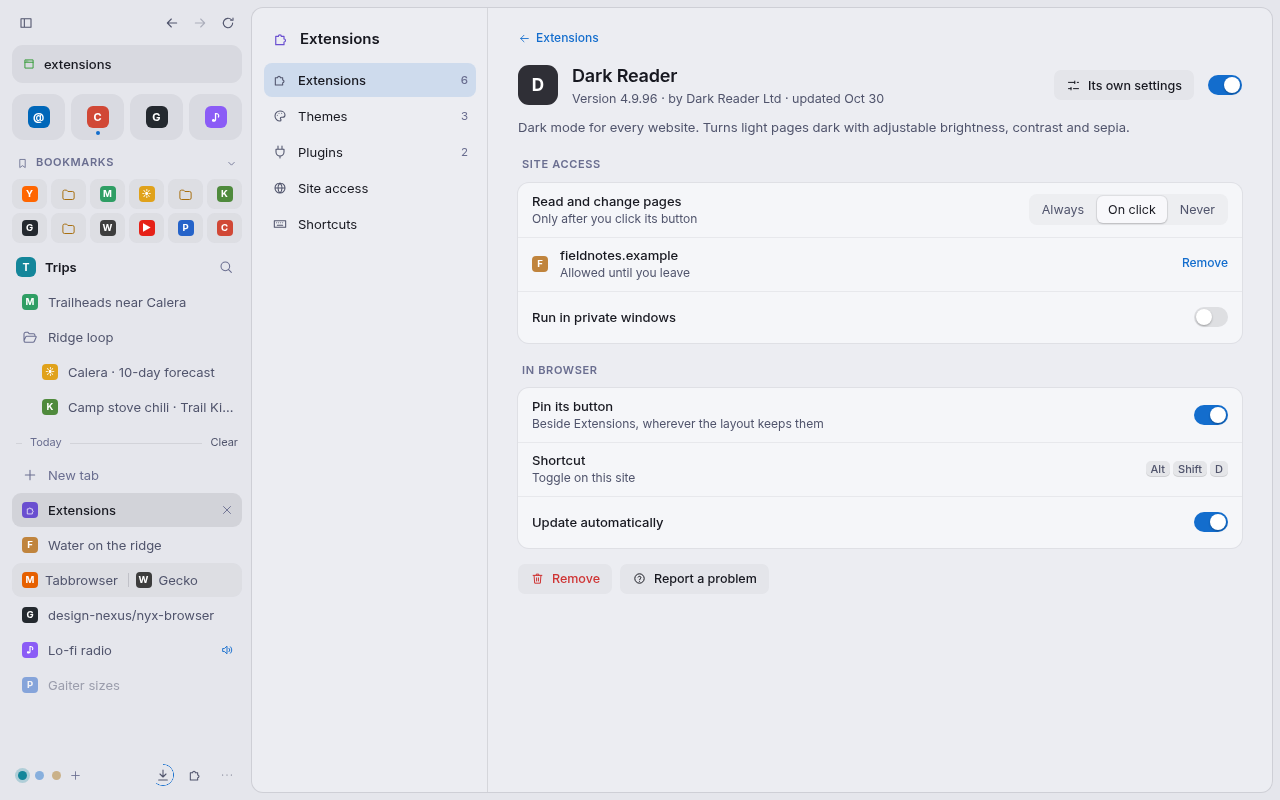 extensions
@
C
G
BOOKMARKS
Y
M
K
G
W
P
C
T Trips
M Trailheads near Calera
Ridge loop
Calera · 10-day forecast
K Camp stove chili · Trail Ki...
Today
Clear
New tab
Extensions
F Water on the ridge
M Tabbrowser
W Gecko
G design-nexus/nyx-browser
Lo-fi radio
P Gaiter sizes
Extensions
Extensions 6
Themes 3
Plugins 2
Site access
Shortcuts
← Extensions
D
Dark Reader
Version 4.9.96 · by Dark Reader Ltd · updated Oct 30
Its own settings
Dark mode for every website. Turns light pages dark with adjustable brightness, contrast and sepia.
SITE ACCESS
Read and change pages
Only after you click its button
Always On click Never
F
fieldnotes.example
Allowed until you leave
Remove
Run in private windows
IN BROWSER
Pin its button
Beside Extensions, wherever the layout keeps them
Shortcut
Toggle on this site
Alt Shift D
Update automatically
Remove
Report a problem